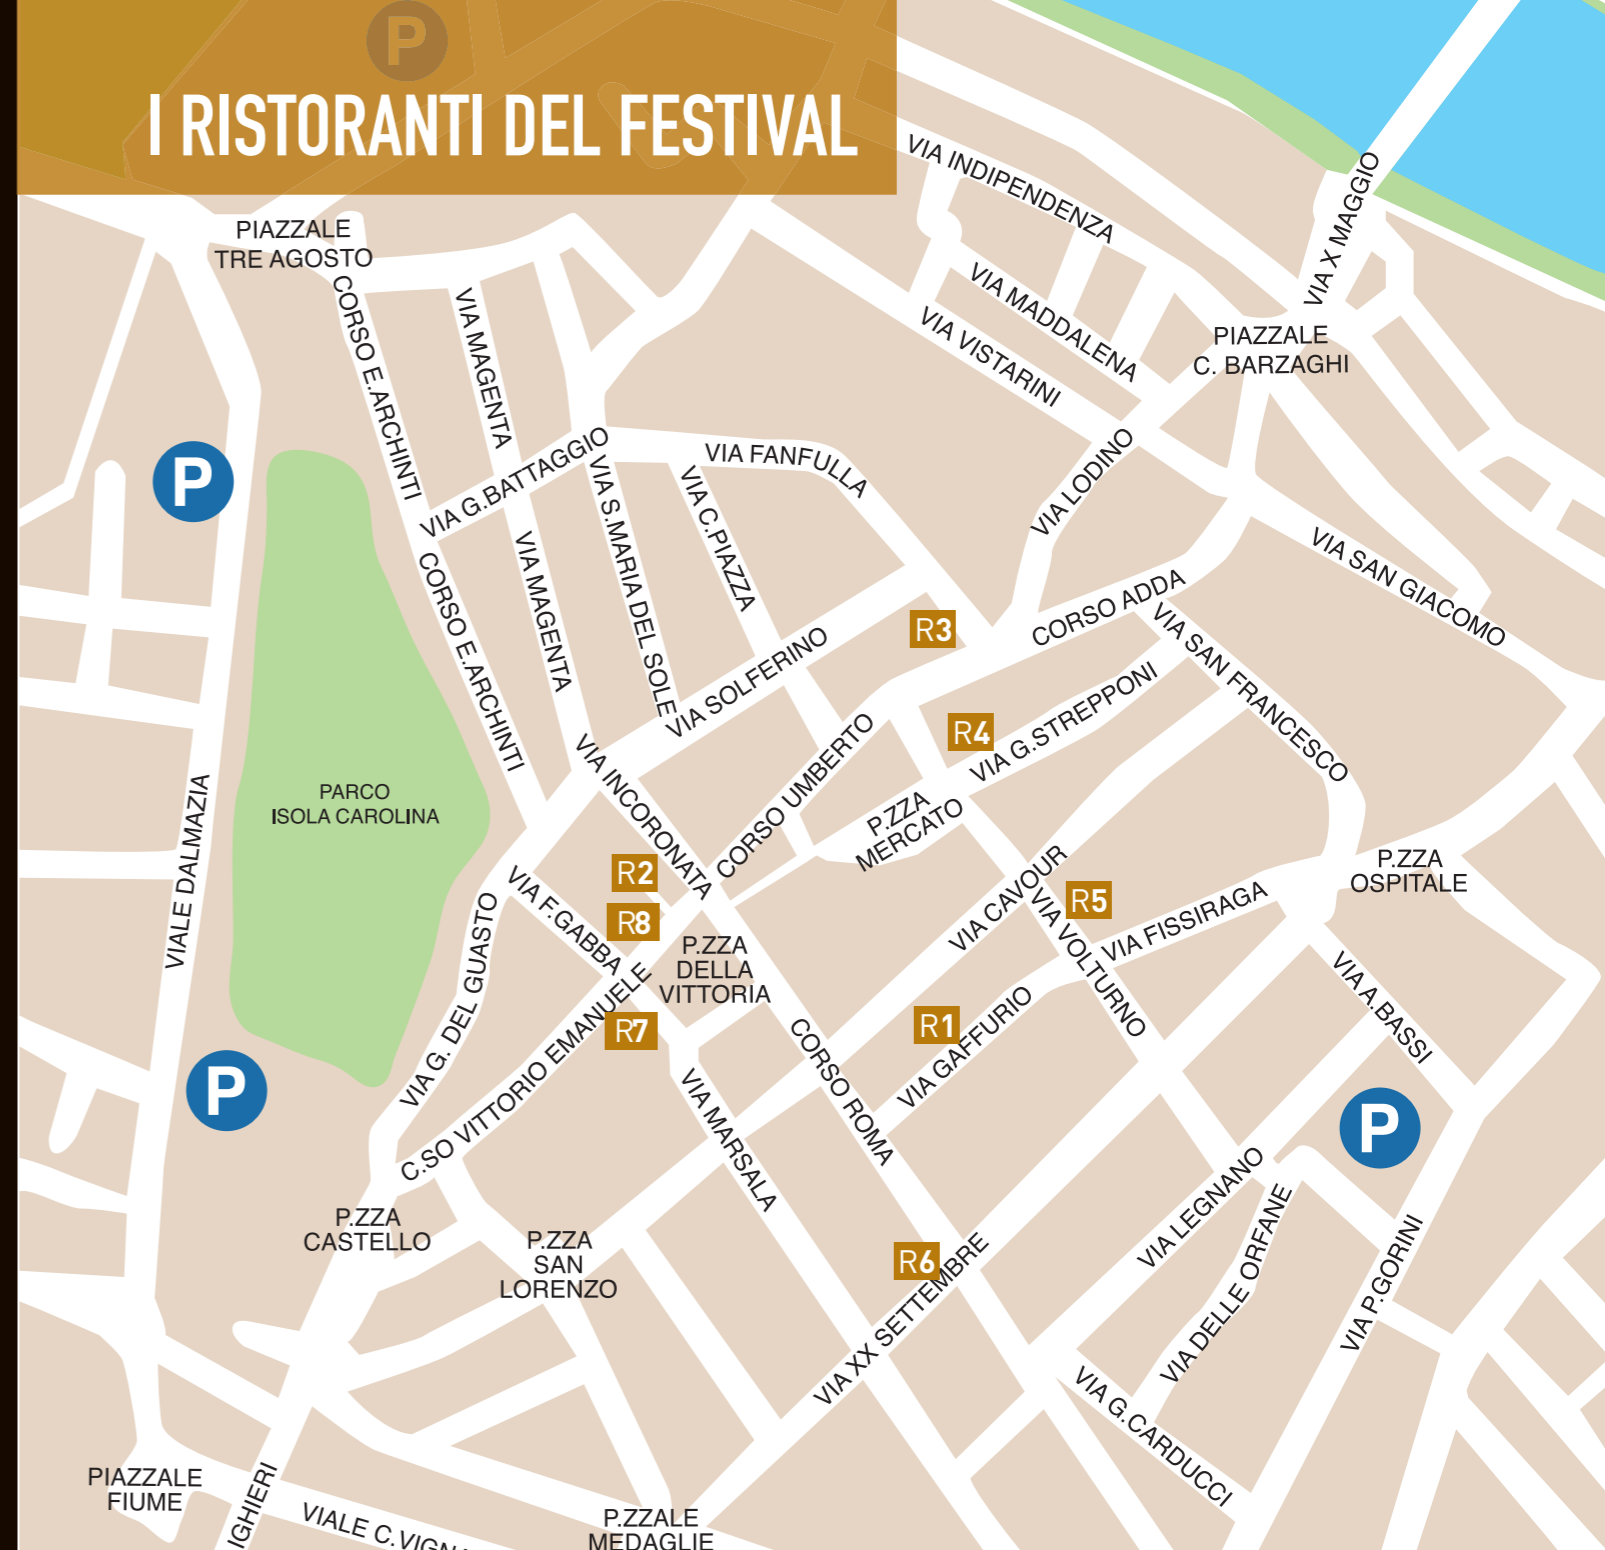 P
I RISTORANTI DEL FESTIVAL
VIA INDIPENDENZA
VIA X MAGGIO
PIAZZALE
TRE AGOSTO
CORSO E.ARCHINTI
VIA MAGENTA
VIA MADDALENA
VIA VISTARINI
PIAZZALE
C. BARZAGHI
P
VIA G.BATTAGGIO
VIA S.MARIA DEL SOLE
VIA FANFULLA
VIA C.PIAZZA
VIA LODINO
VIA SAN GIACOMO
CORSO E.ARCHINTI
VIA MAGENTA
VIA SOLFERINO
R3
CORSO ADDA
VIA SAN FRANCESCO
R4
VIA G.STREPPONI
PARCO
ISOLA CAROLINA
VIALE DALMAZIA
VIA INCORONATA
CORSO UMBERTO
P.ZZA
MERCATO
P.ZZA
OSPITALE
R2
R8
VIA F.GABBA
VIA G. DEL GUASTO
P.ZZA
DELLA
VITTORIA
VIA CAVOUR
VIA VOLTURNO
R5
VIA FISSIRAGA
VIA A.BASSI
C.SO VITTORIO EMANUELE
R7
R1
VIA GAFFURIO
CORSO ROMA
VIA MARSALA
P
P
P.ZZA
CASTELLO
P.ZZA
SAN
LORENZO
R6
VIA XX SETTEMBRE
VIA LEGNANO
VIA DELLE ORFANE
VIA P.GORINI
VIA G.CARDUCCI
PIAZZALE
FIUME
IGHIERI
VIALE C.VIGN
P.ZZALE
MEDAGLIE